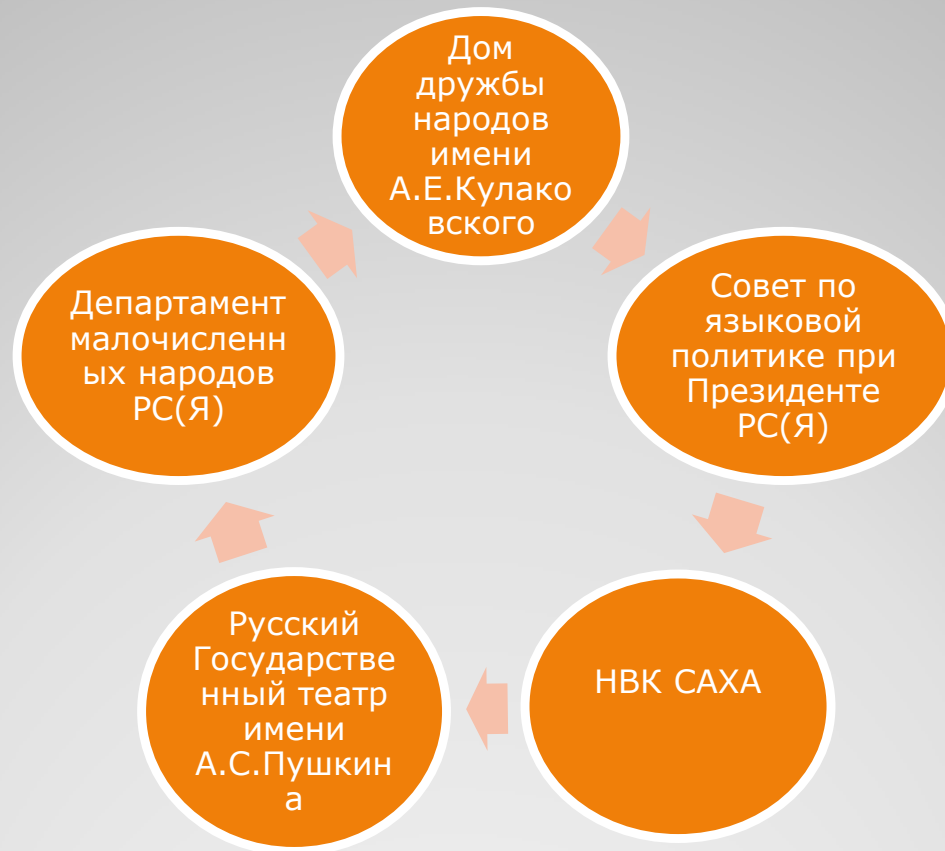 Дом
дружбы
народов
имени
А.Е.Кулако
вского
Совет по
языковой
политике при
Президенте
РС(Я)
НВК САХА
Русский
Государстве
нный театр
имени
А.С.Пушкин
а
Департамент
малочисленн
ых народов
РС(Я)